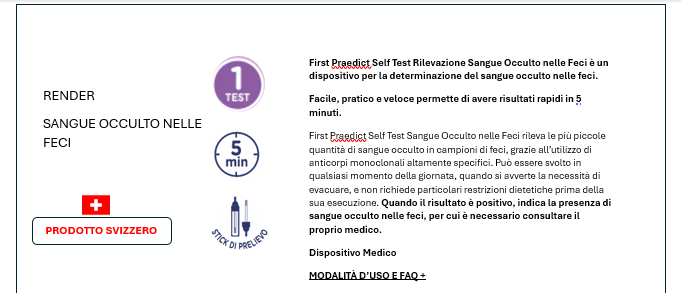 RENDER
SANGUE OCCULTO NELLE
FECI
PRODOTTO SVIZZERO
1
TEST
5
min
STICK DI PRELIEVO
First Praedict Self Test Rilevazione Sangue Occulto nelle Feci è un
dispositivo per la determinazione del sangue occulto nelle feci.
Facile, pratico e veloce permette di avere risultati rapidi in 5
minuti.
First Praedict Self Test Sangue Occulto nelle Feci rileva le più piccole
quantità di sangue occulto in campioni di feci, grazie all'utilizzo di
anticorpi monoclonali altamente specifici. Può essere svolto in
qualsiasi momento della giornata, quando si avverte la necessità di
evacuare, e non richiede particolari restrizioni dietetiche prima della
sua esecuzione. Quando il risultato è positivo, indica la presenza di
sangue occulto nelle feci, per cui è necessario consultare il
proprio medico.
Dispositivo Medico
MODALITÀ D'USO E FAQ +